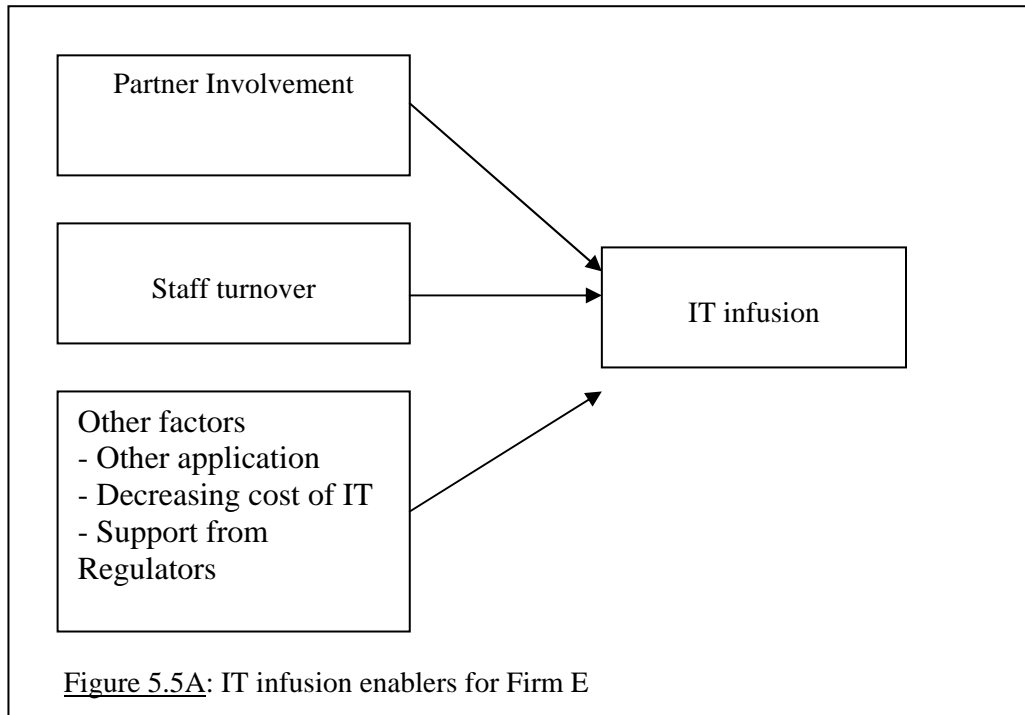 Partner Involvement
Staff turnover
IT infusion
Other factors
- Other application
- Decreasing cost of IT
- Support from
Regulators
Figure 5.5A: IT infusion enablers for Firm E